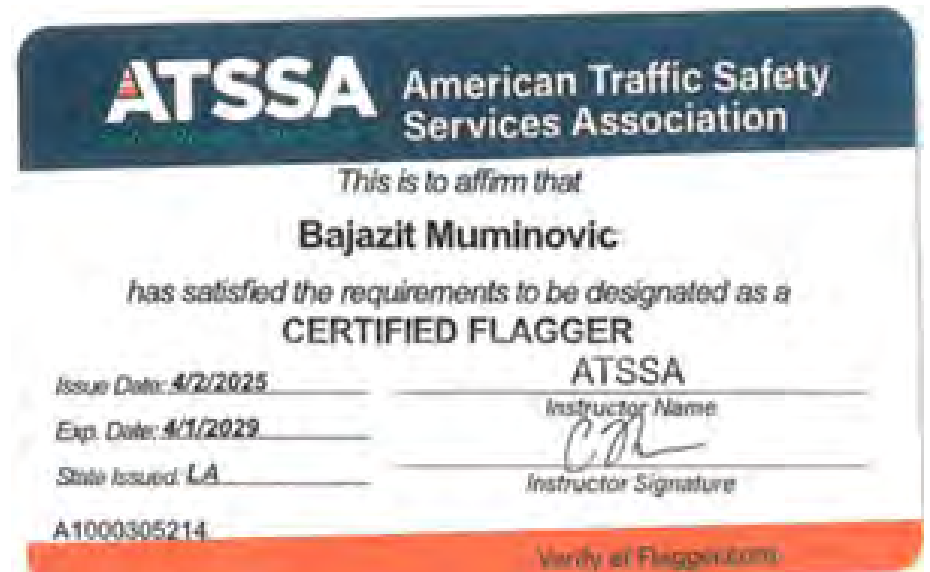 ATSSA
American Traffic Safety
Services Association
This is to affirm that
Bajazit Muminovic
has satisfied the requirements to be designated as a
CERTIFIED FLAGGER
Issue Date: 4/2/2025
ATSSA
Instructor Name
Exp. Date: 4/1/2029
State Issued: LA
Instructor Signature
A1000305214
Verify at Flagger.com